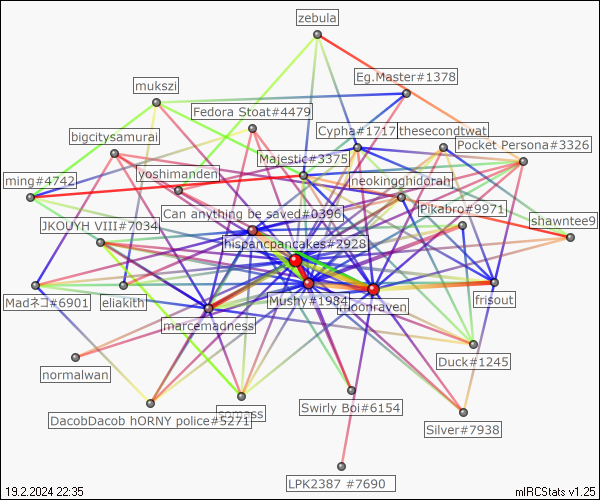 zebula
Eg.Master#1378
mukszi
Fedora Stoat#4479
Cypha#1717
thesecondtwat
bigcitysamurai
Pocket Persona#3326
Majestic#3375
ming#4742
yoshimanden
neokingghidorah
Can anything be saved#0396
Pikabro#9971
shawntee9
JKOUYH VIII#7034
hispancpancakes#2928
Madネコ#6901
eliakith
Mushy#1984
moonraven
frisout
marcemadness
Duck#1245
normalwan
DacobDacob hORNY police#5271
somass
Swirly Boi#6154
Silver#7938
LPK2387 #7690
19.2.2024 22:35
mIRCStats v1.25